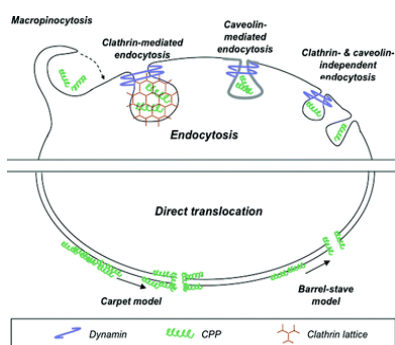 Macropinocytosis
Clathrin-mediated
endocytosis
Caveolin-
mediated
endocytosis
Clathrin- & caveolin-
independent
endocytosis
Endocytosis
Direct translocation
Carpet model
Barrel-stave
model
Dynamin
CPP
Clathrin lattice